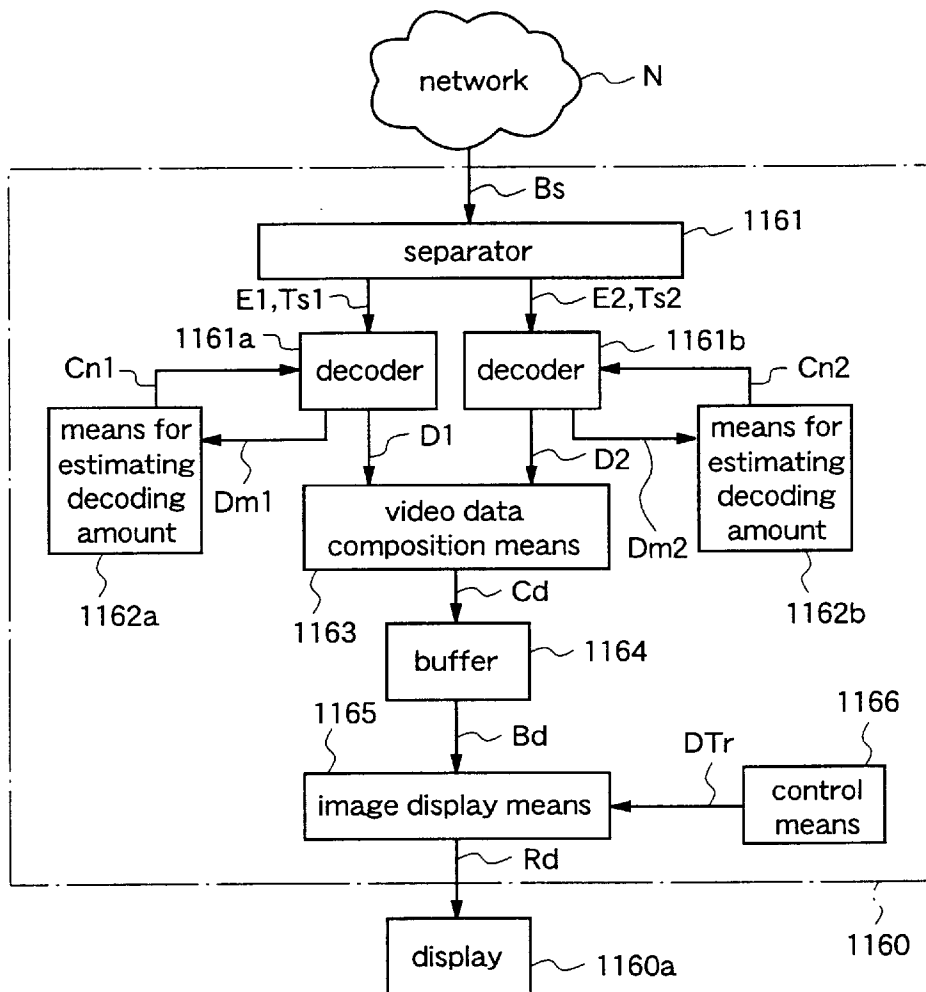 network
N
Bs
1161
separator
E1,Ts1
E2,Ts2
1161a
1161b
Cn1
decoder
decoder
Cn2
means for
estimating
decoding
amount
Dm1
D1
D2
Dm2
means for
estimating
decoding
amount
video data
composition means
1162a
1163
Cd
1162b
buffer
1164
1165
Bd
DTr
1166
image display means
control
means
Rd
1160
display
1160a